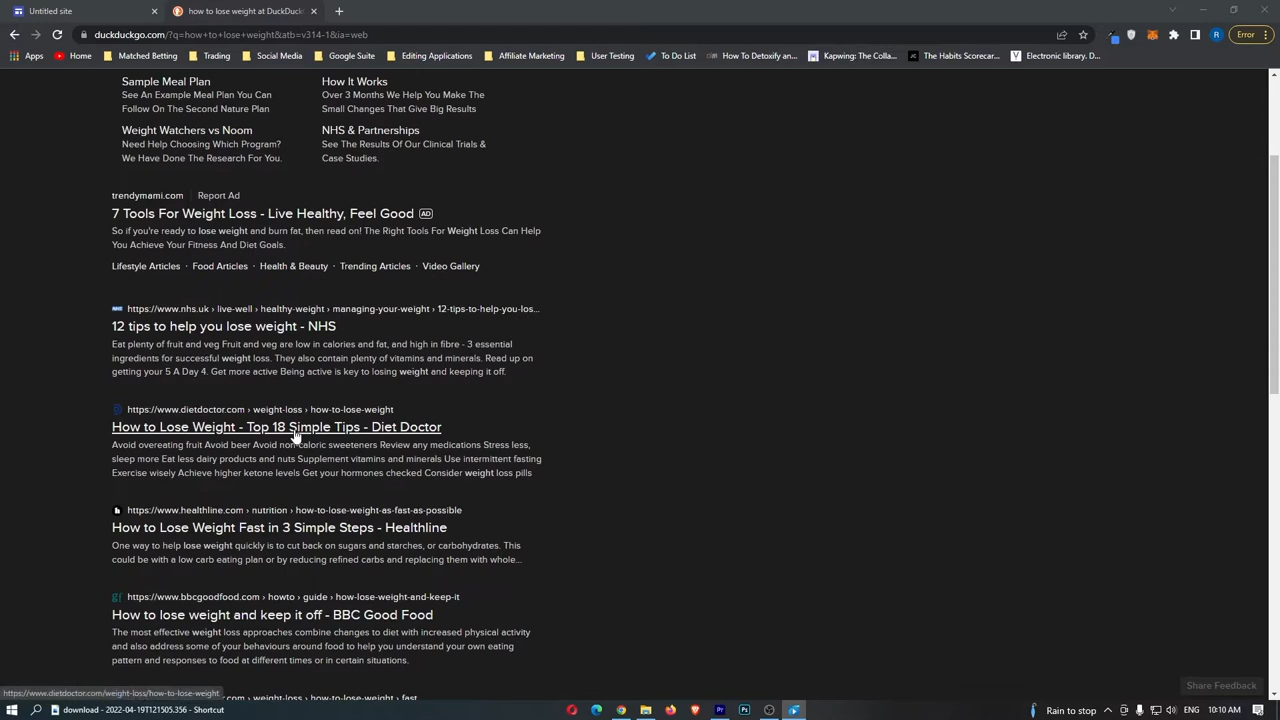 Untitled site
how to lose weight at DuckDuckG
duckduckgo.com/?q=how+to+lose+weight&atb=v314-1&ia=web
R
Error
Apps
Home
Matched Betting
Trading
Social Media
Google Suite
Editing Applications
Affiliate Marketing
User Testing
To Do List
How To Detoxify an...
Kapwing: The Colla...
The Habits Scorecar...
Electronic library. D...
Sample Meal Plan
See An Example Meal Plan You Can
Follow On The Second Nature Plan
How It Works
Over 3 Months We Help You Make The
Small Changes That Give Big Results
Weight Watchers vs Noom
Need Help Choosing Which Program?
We Have Done The Research For You.
NHS & Partnerships
See The Results Of Our Clinical Trials &
Case Studies.
trendymami.com
Report Ad
7 Tools For Weight Loss - Live Healthy, Feel Good AD
So if you're ready to lose weight and burn fat, then read on! The Right Tools For Weight Loss Can Help
You Achieve Your Fitness And Diet Goals.
Lifestyle Articles · Food Articles · Health & Beauty · Trending Articles · Video Gallery
https://www.nhs.uk › live-well › healthy-weight › managing-your-weight › 12-tips-to-help-you-los...
12 tips to help you lose weight - NHS
Eat plenty of fruit and veg Fruit and veg are low in calories and fat, and high in fibre - 3 essential
ingredients for successful weight loss. They also contain plenty of vitamins and minerals. Read up on
getting your 5 A Day 4. Get more active Being active is key to losing weight and keeping it off.
https://www.dietdoctor.com › weight-loss › how-to-lose-weight
How to Lose Weight - Top 18 Simple Tips - Diet Doctor
Avoid overeating fruit Avoid beer Avoid non-caloric sweeteners Review any medications Stress less,
sleep more Eat less dairy products and nuts Supplement vitamins and minerals Use intermittent fasting
Exercise wisely Achieve higher ketone levels Get your hormones checked Consider weight loss pills
https://www.healthline.com › nutrition › how-to-lose-weight-as-fast-as-possible
How to Lose Weight Fast in 3 Simple Steps - Healthline
One way to help lose weight quickly is to cut back on sugars and starches, or carbohydrates. This
could be with a low carb eating plan or by reducing refined carbs and replacing them with whole...
https://www.bbcgoodfood.com › howto › guide › how-lose-weight-and-keep-it
How to lose weight and keep it off - BBC Good Food
The most effective weight loss approaches combine changes to diet with increased physical activity
and also address some of your behaviours around food to help you understand your own eating
pattern and responses to food at different times or in certain situations.
Share Feedback
https://www.dietdoctor.com/weight-loss/how-to-lose-weight
.com › weight-loss › how-to-lose-weight › fast
download - 2022-04-19T121505.356 - Shortcut
Rain to stop
ENG
10:10 AM